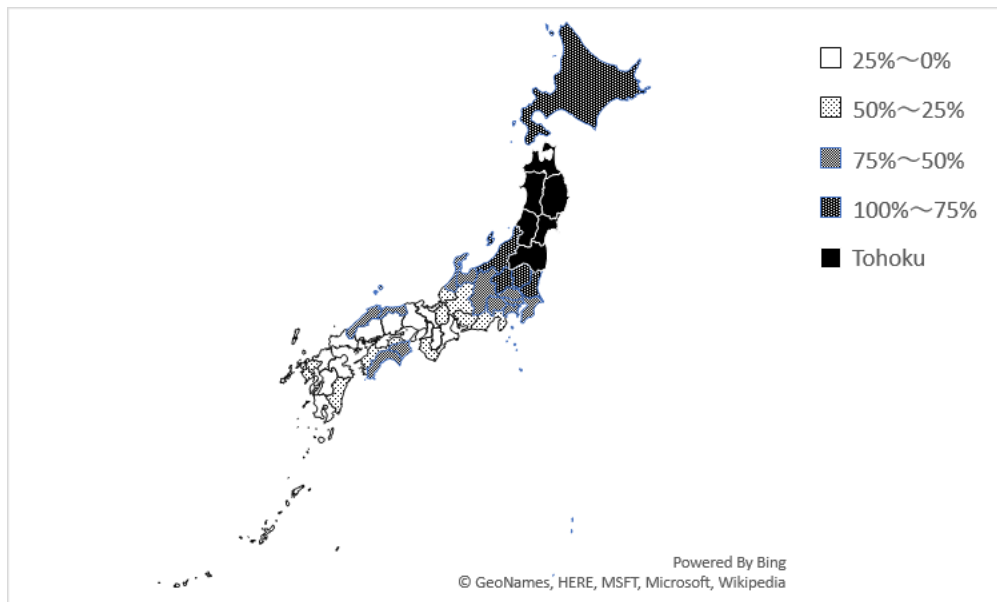 25%～0%
50%～25%
75%～50%
100%～75%
Tohoku
Powered By Bing
© GeoNames, HERE, MSFT, Microsoft, Wikipedia